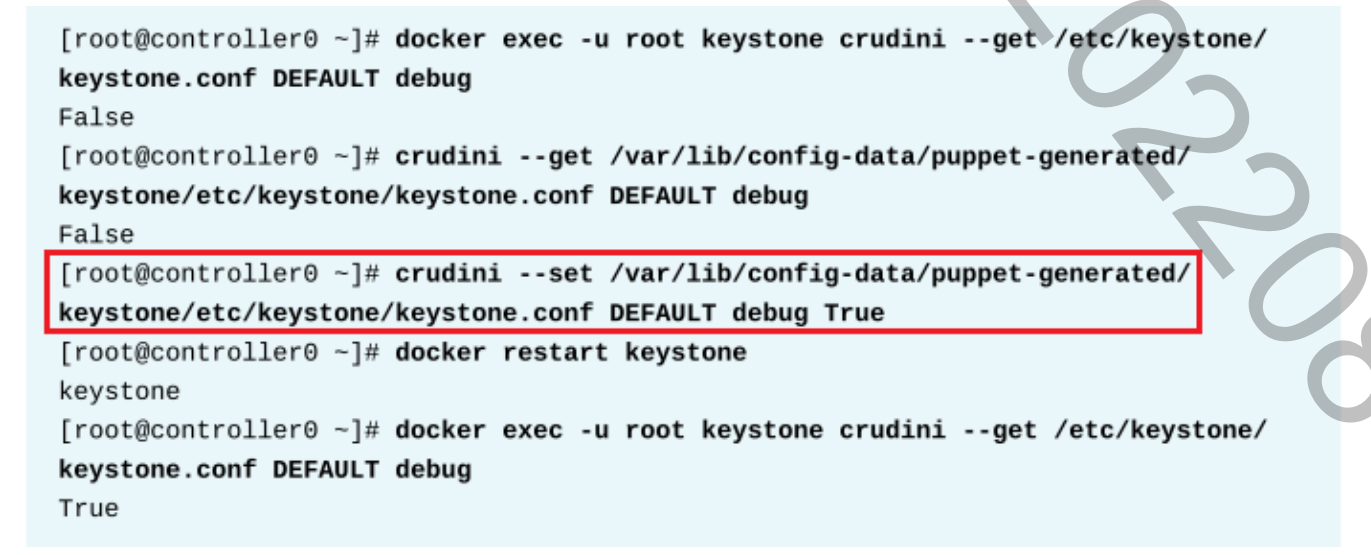 [root@controller0 ~]# docker exec -u root keystone crudini --get /etc/keystone/
keystone.conf DEFAULT debug
False
[root@controller0 ~]# crudini --get /var/lib/config-data/puppet-generated/
keystone/etc/keystone/keystone.conf DEFAULT debug
False
[root@controller0 ~]# crudini --set /var/lib/config-data/puppet-generated/
keystone/etc/keystone/keystone.conf DEFAULT debug True
[root@controller0 ~]# docker restart keystone
keystone
[root@controller0 ~]# docker exec -u root keystone crudini --get /etc/keystone/
keystone.conf DEFAULT debug
True